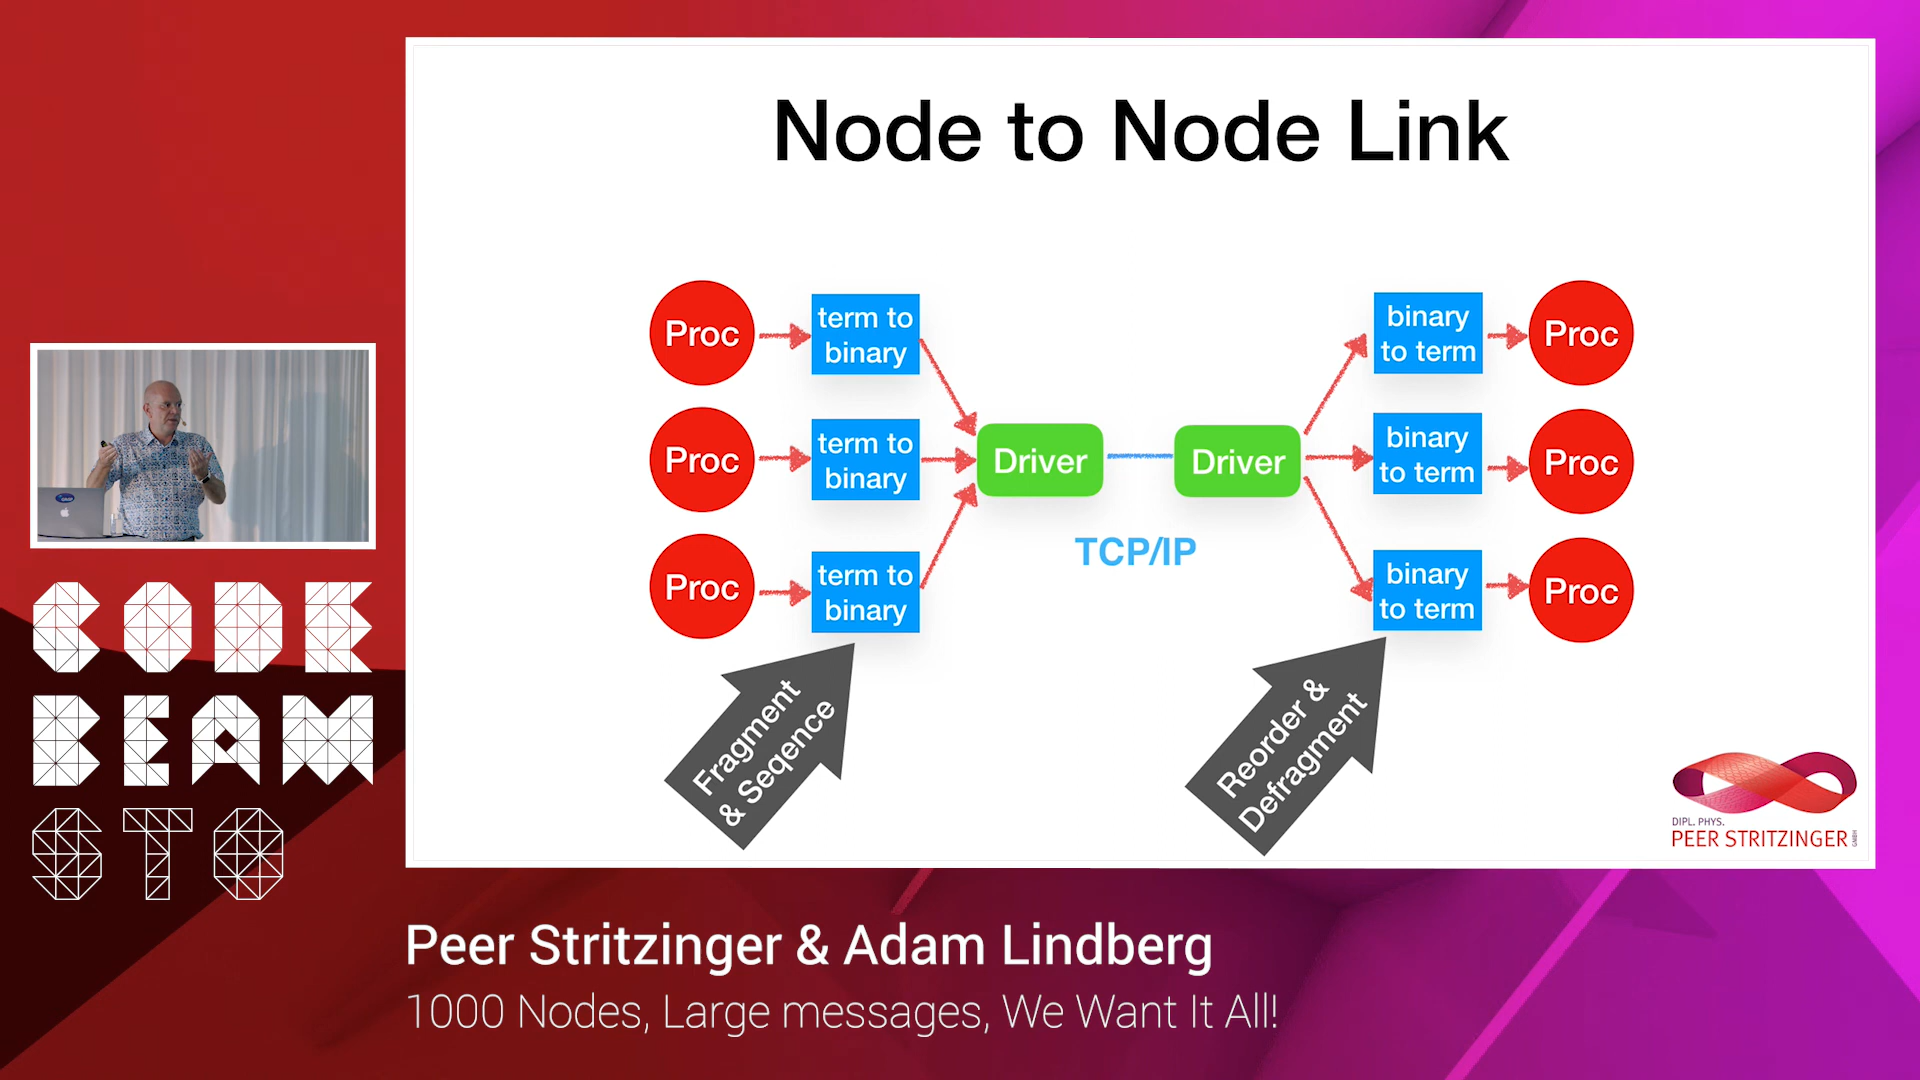 Node to Node Link
Proc
term to
binary
binary
to term
Proc
Proc
term to
binary
Driver
Driver
binary
to term
Proc
TCP/IP
Proc
term to
binary
binary
to term
Proc
Fragment
& Seqence
Reorder &
Defragment
DIPL. PHYS.
PEER STRITZINGER GMBH
CODE
BEAM
STO
Peer Stritzinger & Adam Lindberg
1000 Nodes, Large messages, We Want It All!